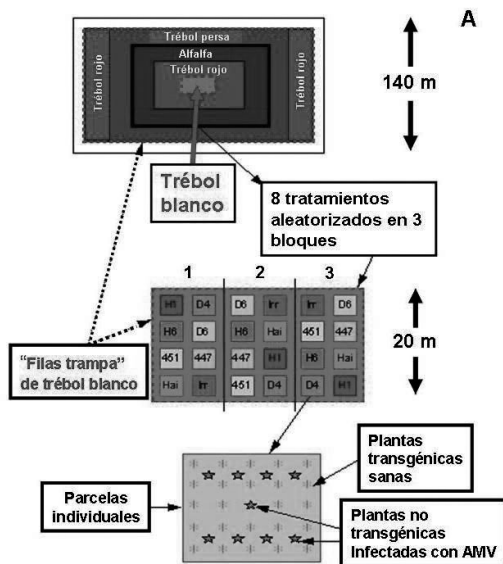 A
Trébol persa
Alfalfa
Trébol rojo
Trébol rojo
Trébol rojo
140 m
Trébol
blanco
8 tratamientos
aleatorizados en 3
bloques
1 2 3
H1 D4 D6 Irr Irr D6
H6 D6 H6 Hai 451 447
451 447 447 H1 H6 Hai
Hai Irr 451 D4 D4 H1
20 m
"Filas trampa"
de trébol blanco
Plantas
transgénicas
sanas
Parcelas
individuales
Plantas no
transgénicas
Infectadas con AMV